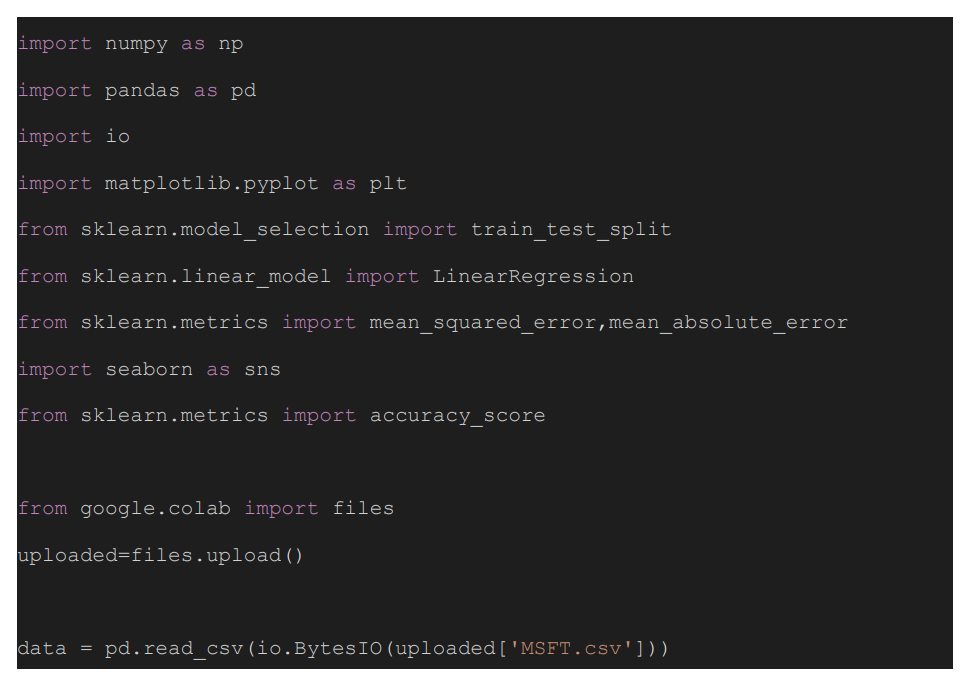 import numpy as np
import pandas as pd
import io
import matplotlib.pyplot as plt
from sklearn.model_selection import train_test_split
from sklearn.linear_model import LinearRegression
from sklearn.metrics import mean_squared_error,mean_absolute_error
import seaborn as sns
from sklearn.metrics import accuracy_score
from google.colab import files
uploaded=files.upload()
data = pd.read_csv(io.BytesIO(uploaded['MSFT.csv']))